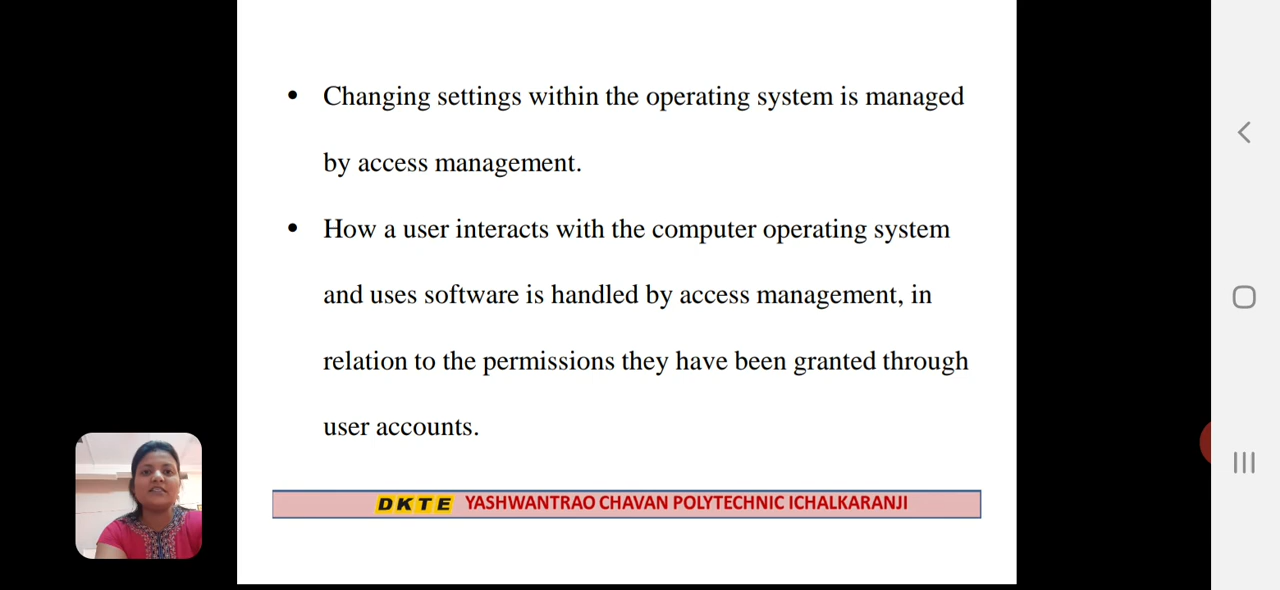 • Changing settings within the operating system is managed
by access management.
• How a user interacts with the computer operating system
and uses software is handled by access management, in
relation to the permissions they have been granted through
user accounts.
DKTE YASHWANTRAO CHAVAN POLYTECHNIC ICHALKARANJI